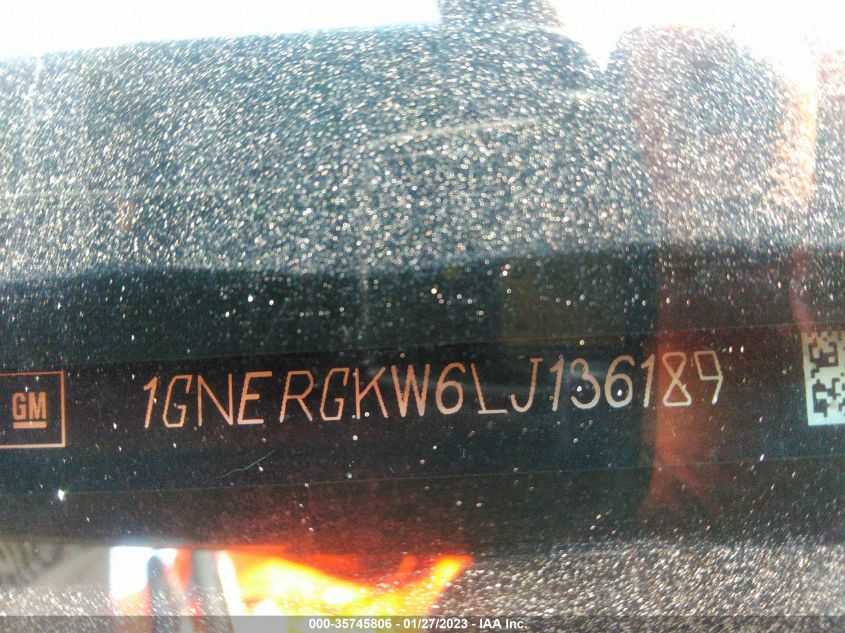 GM 1GNERGKW6LJ136189
000-35745806 - 01/27/2023 - IAA Inc.